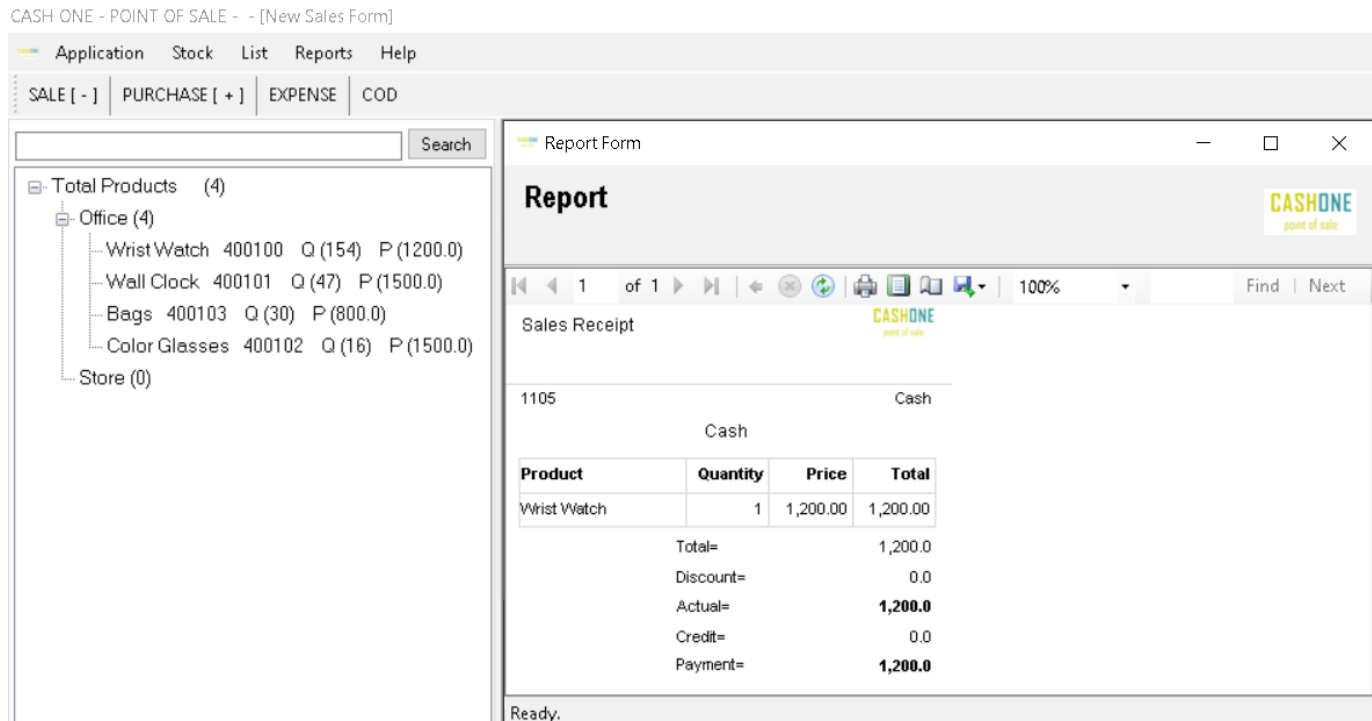 CASH ONE - POINT OF SALE - - [New Sales Form]
Application Stock List Reports Help
SALE [ - ] PURCHASE [ + ] EXPENSE COD
Search
Total Products (4)
Office (4)
Wrist Watch 400100 Q (154) P (1200.0)
Wall Clock 400101 Q (47) P (1500.0)
Bags 400103 Q (30) P (800.0)
Color Glasses 400102 Q (16) P (1500.0)
Store (0)
Report Form
Report
CASHONE
point of sale
1 of 1 100% Find | Next
Sales Receipt
CASHONE
point of sale
1105 Cash
Cash
Product Quantity Price Total
Wrist Watch 1 1,200.00 1,200.00
Total= 1,200.0
Discount= 0.0
Actual= 1,200.0
Credit= 0.0
Payment= 1,200.0
Ready.